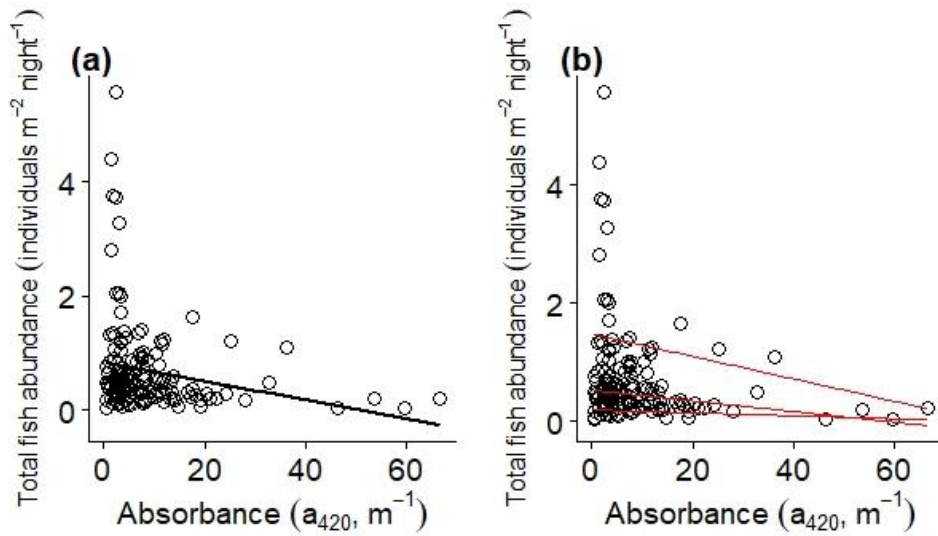 (a)
Total fish abundance (individuals m⁻² night⁻¹)
4
2
0
0 20 40 60
Absorbance (a₄₂₀, m⁻¹)
(b)
Total fish abundance (individuals m⁻² night⁻¹)
4
2
0
0 20 40 60
Absorbance (a₄₂₀, m⁻¹)